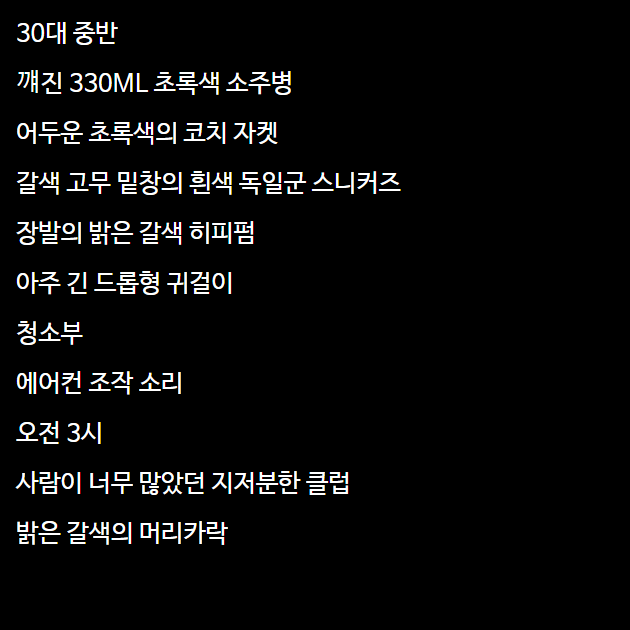 30대 중반
꺠진 330ML 초록색 소주병
어두운 초록색의 코치 자켓
갈색 고무 밑창의 흰색 독일군 스니커즈
장발의 밝은 갈색 히피펌
아주 긴 드롭형 귀걸이
청소부
에어컨 조작 소리
오전 3시
사람이 너무 많았던 지저분한 클럽
밝은 갈색의 머리카락